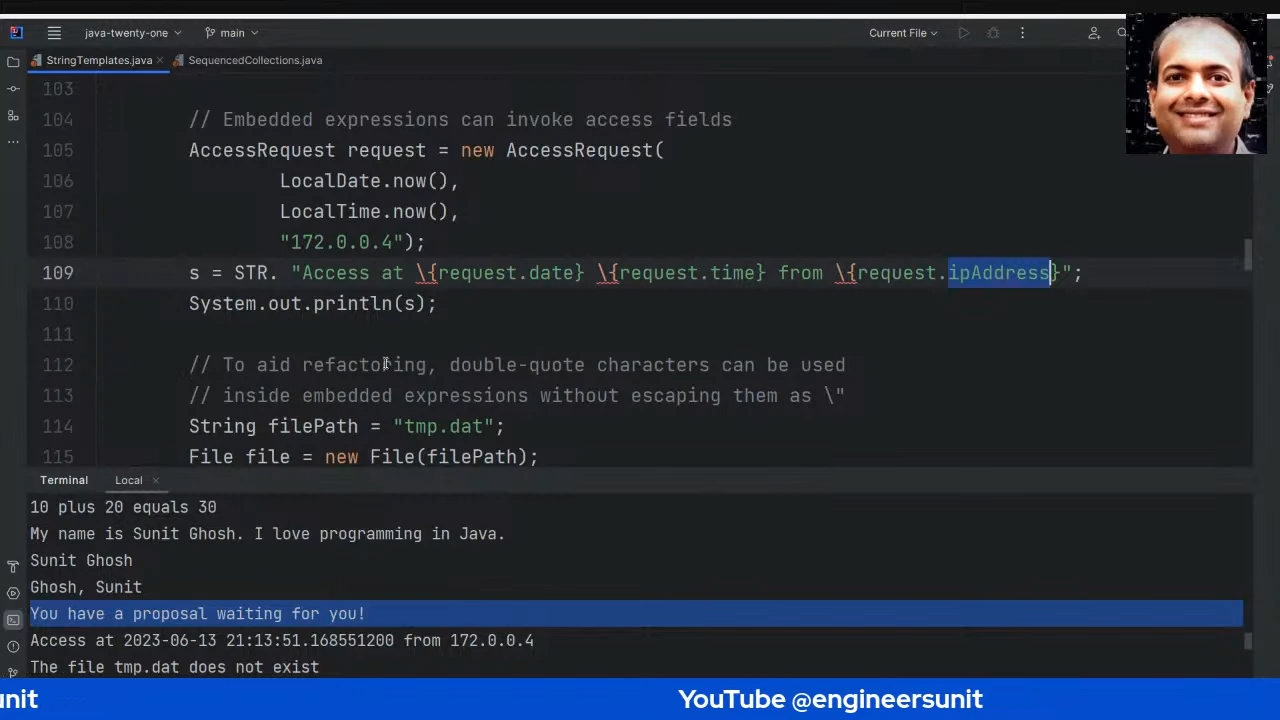 java-twenty-one
main
Current File
StringTemplates.java
SequencedCollections.java
103
104 // Embedded expressions can invoke access fields
105 AccessRequest request = new AccessRequest(
106 LocalDate.now(),
107 LocalTime.now(),
108 "172.0.0.4");
109 s = STR. "Access at \{request.date} \{request.time} from \{request.ipAddress}";
110 System.out.println(s);
111
112 // To aid refactoring, double-quote characters can be used
113 // inside embedded expressions without escaping them as \"
114 String filePath = "tmp.dat";
115 File file = new File(filePath);
Terminal Local
10 plus 20 equals 30
My name is Sunit Ghosh. I love programming in Java.
Sunit Ghosh
Ghosh, Sunit
You have a proposal waiting for you!
Access at 2023-06-13 21:13:51.168551200 from 172.0.0.4
The file tmp.dat does not exist
unit YouTube @engineersunit